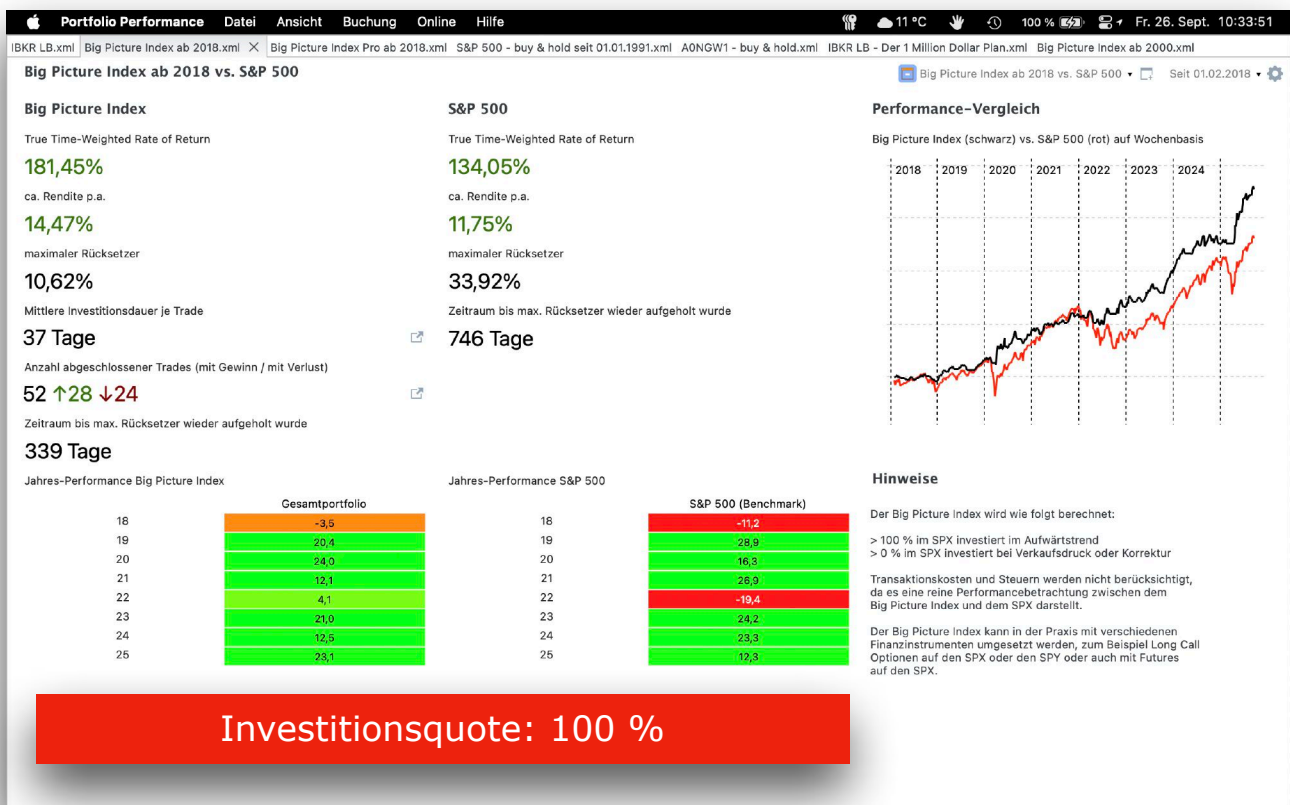 Portfolio Performance Datei Ansicht Buchung Online Hilfe 11 °C 100 % Fr. 26. Sept. 10:33:51
IBKR LB.xml Big Picture Index ab 2018.xml Big Picture Index Pro ab 2018.xml S&P 500 - buy & hold seit 01.01.1991.xml A0NGW1 - buy & hold.xml IBKR LB - Der 1 Million Dollar Plan.xml Big Picture Index ab 2000.xml
Big Picture Index ab 2018 vs. S&P 500
Big Picture Index ab 2018 vs. S&P 500 Seit 01.02.2018
Big Picture Index
True Time-Weighted Rate of Return
181,45%
ca. Rendite p.a.
14,47%
maximaler Rücksetzer
10,62%
Mittlere Investitionsdauer je Trade
37 Tage
Anzahl abgeschlossener Trades (mit Gewinn / mit Verlust)
52 ↑28 ↓24
Zeitraum bis max. Rücksetzer wieder aufgeholt wurde
339 Tage
Jahres-Performance Big Picture Index
Gesamtportfolio
18 -3,5
19 20,4
20 24,0
21 12,1
22 4,1
23 21,0
24 12,5
25 23,1
S&P 500
True Time-Weighted Rate of Return
134,05%
ca. Rendite p.a.
11,75%
maximaler Rücksetzer
33,92%
Zeitraum bis max. Rücksetzer wieder aufgeholt wurde
746 Tage
Jahres-Performance S&P 500
S&P 500 (Benchmark)
18 -11,2
19 28,9
20 16,3
21 26,9
22 -19,4
23 24,2
24 23,3
25 12,3
Performance-Vergleich
Big Picture Index (schwarz) vs. S&P 500 (rot) auf Wochenbasis
2018 2019 2020 2021 2022 2023 2024
Hinweise
Der Big Picture Index wird wie folgt berechnet:
> 100 % im SPX investiert im Aufwärtstrend
> 0 % im SPX investiert bei Verkaufsdruck oder Korrektur
Transaktionskosten und Steuern werden nicht berücksichtigt,
da es eine reine Performancebetrachtung zwischen dem
Big Picture Index und dem SPX darstellt.
Der Big Picture Index kann in der Praxis mit verschiedenen
Finanzinstrumenten umgesetzt werden, zum Beispiel Long Call
Optionen auf den SPX oder den SPY oder auch mit Futures
auf den SPX.
Investitionsquote: 100 %